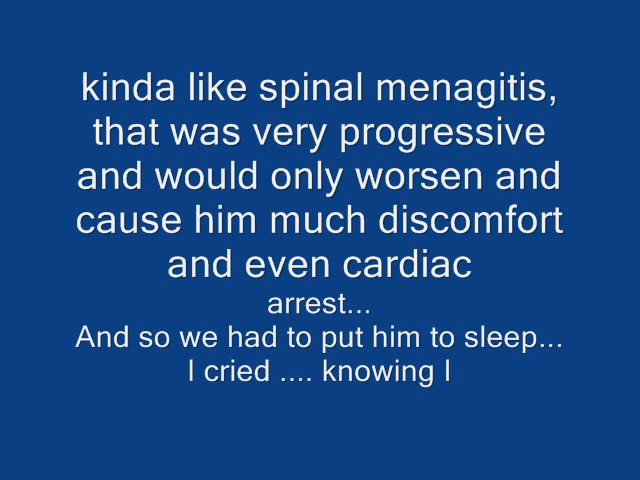 kinda like spinal menagitis,
that was very progressive
and would only worsen and
cause him much discomfort
and even cardiac
arrest...
And so we had to put him to sleep...
I cried .... knowing I